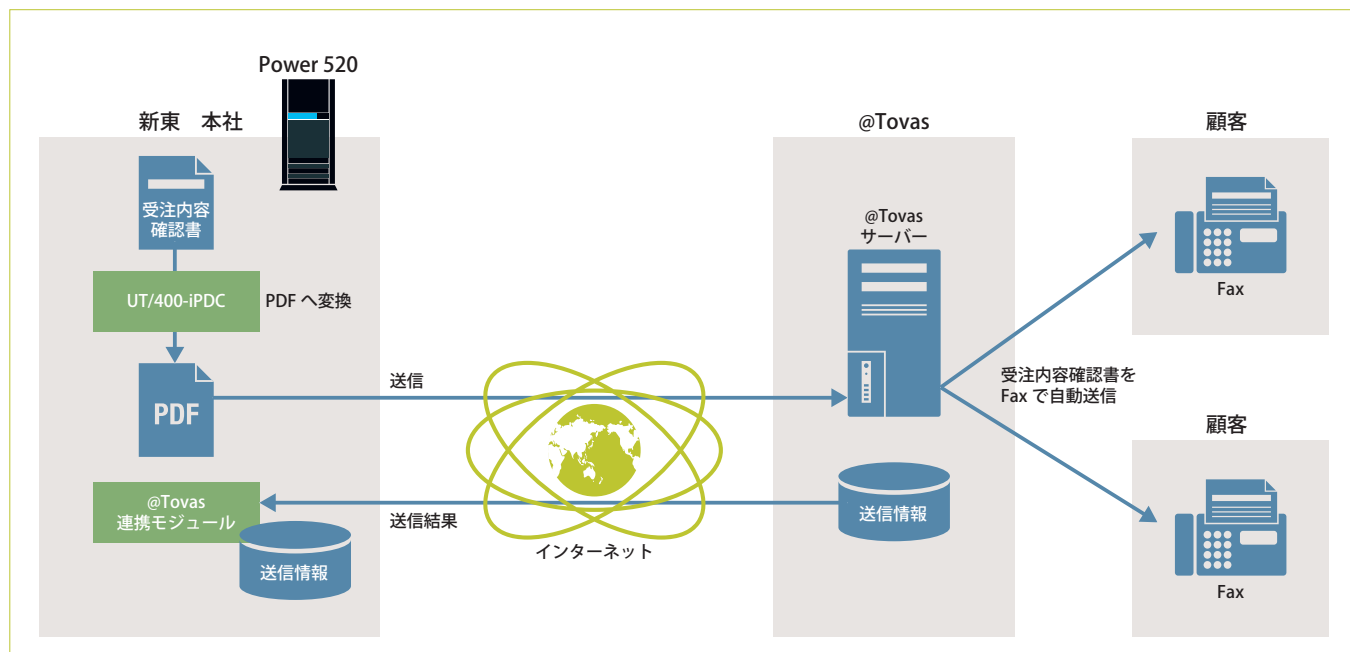 Power 520
新東 本社
受注内容
確認書
UT/400-iPDC
PDF へ変換
PDF
@Tovas
連携モジュール
送信情報
送信
送信結果
インターネット
@Tovas
@Tovas
サーバー
送信情報
受注内容確認書を
Fax で自動送信
顧客
Fax
顧客
Fax